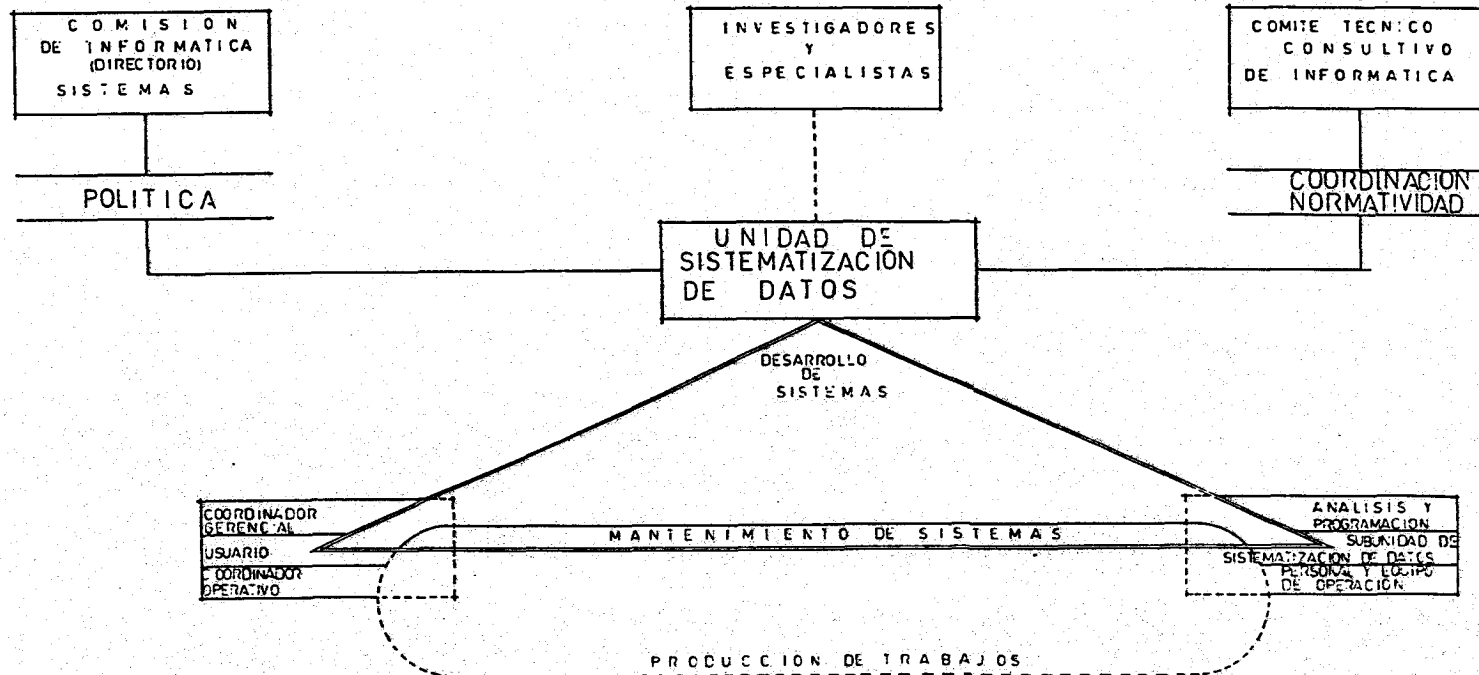 COMISION
DE INFORMATICA
(DIRECTORIO)
SISTEMAS
INVESTIGADORES
Y
ESPECIALISTAS
COMITE TECNICO
CONSULTIVO
DE INFORMATICA
POLITICA
COORDINACION
NORMATIVIDAD
UNIDAD DE
SISTEMATIZACION
DE DATOS
DESARROLLO
DE
SISTEMAS
COORDINADOR
GERENCIAL
USUARIO
COORDINADOR
OPERATIVO
MANTENIMIENTO DE SISTEMAS
ANALISIS Y
PROGRAMACION
SUBUNIDAD DE
SISTEMATIZACION DE DATOS
PERSONAL Y EQUIPO
DE OPERACION
PRODUCCION DE TRABAJOS